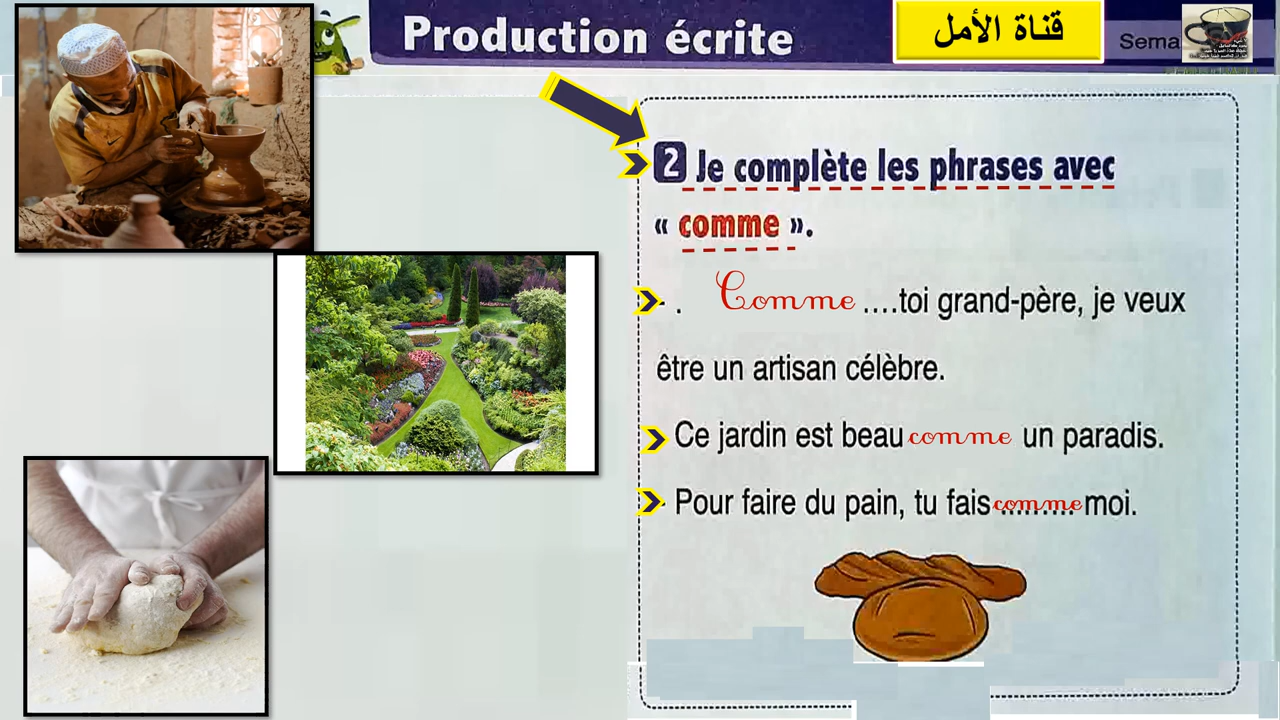 Production écrite
قناة الأمل
Sema
2 Je complète les phrases avec
« comme ».
. Comme ....toi grand-père, je veux
être un artisan célèbre.
Ce jardin est beau comme un paradis.
Pour faire du pain, tu fais comme moi.